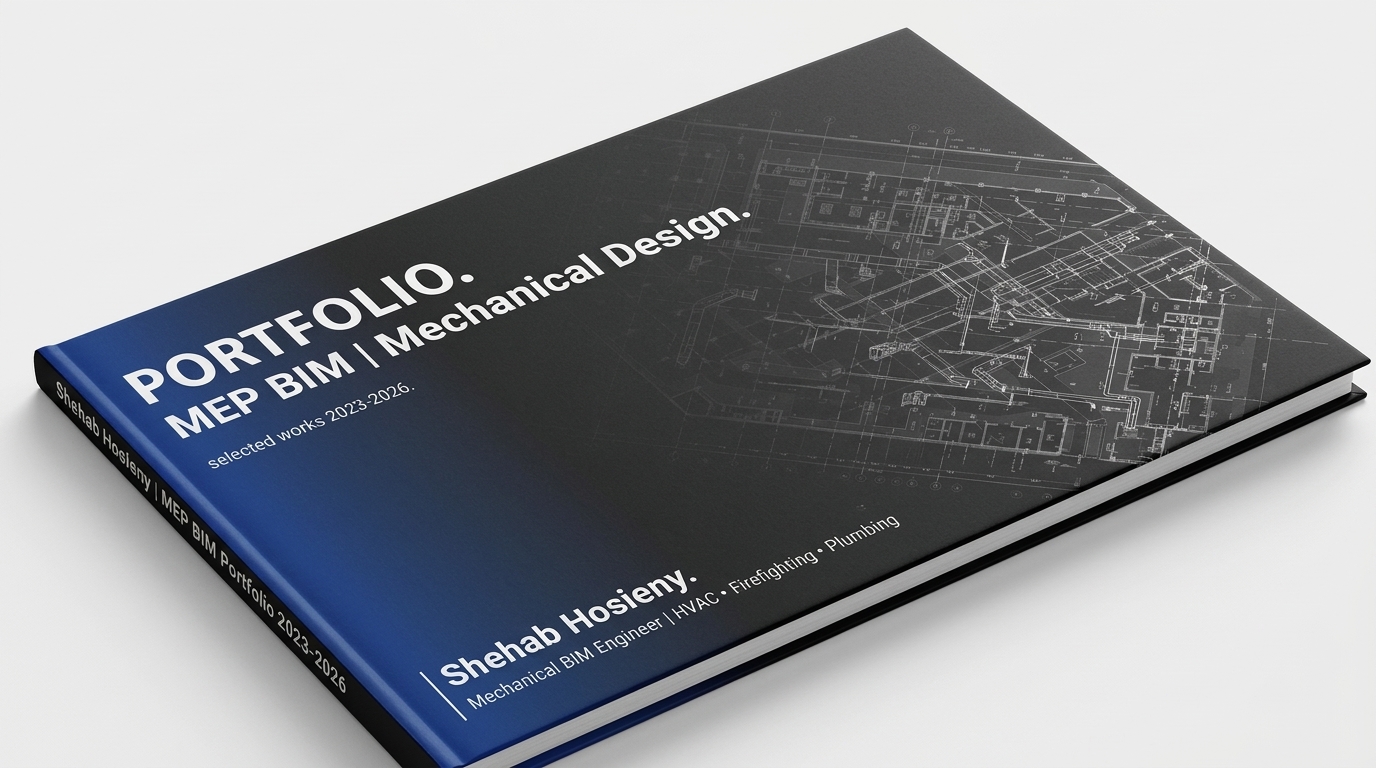 PORTFOLIO.
MEP BIM | Mechanical Design.
selected works 2023-2026.
Shehab Hosieny.
Mechanical BIM Engineer | HVAC • Firefighting • Plumbing
Shehab Hosieny | MEP BIM Portfolio 2023-2026